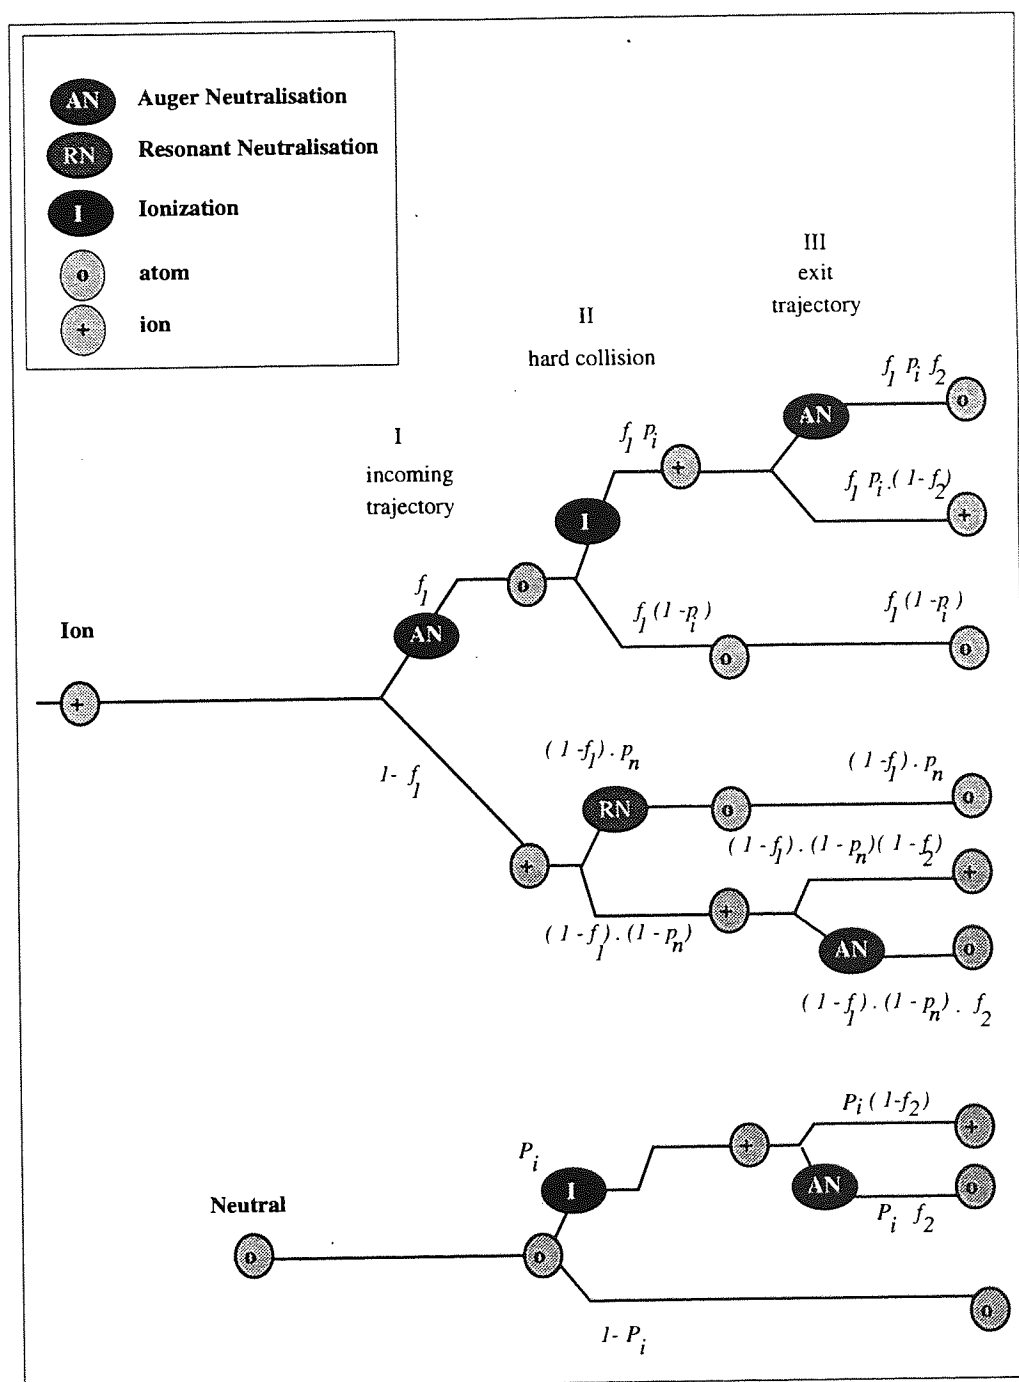 AN Auger Neutralisation
RN Resonant Neutralisation
I Ionization
o atom
+ ion
III
exit
trajectory
II
hard collision
I
incoming
trajectory
f1 pi f2
AN
o
f1 pi
+
f1 pi.(1-f2)
+
I
f1
o
AN
f1(1-pi)
o
f1(1-pi)
o
Ion
+
1- f1
(1-f1).pn
RN
o
(1-f1).pn
o
(1-f1).(1-pn)(1-f2)
+
+
(1-f1).(1-pn)
+
AN
o
(1-f1).(1-pn). f2
Pi(1-f2)
+
+
Pi
I
AN
o
Pi f2
Neutral
o
o
o
1-Pi